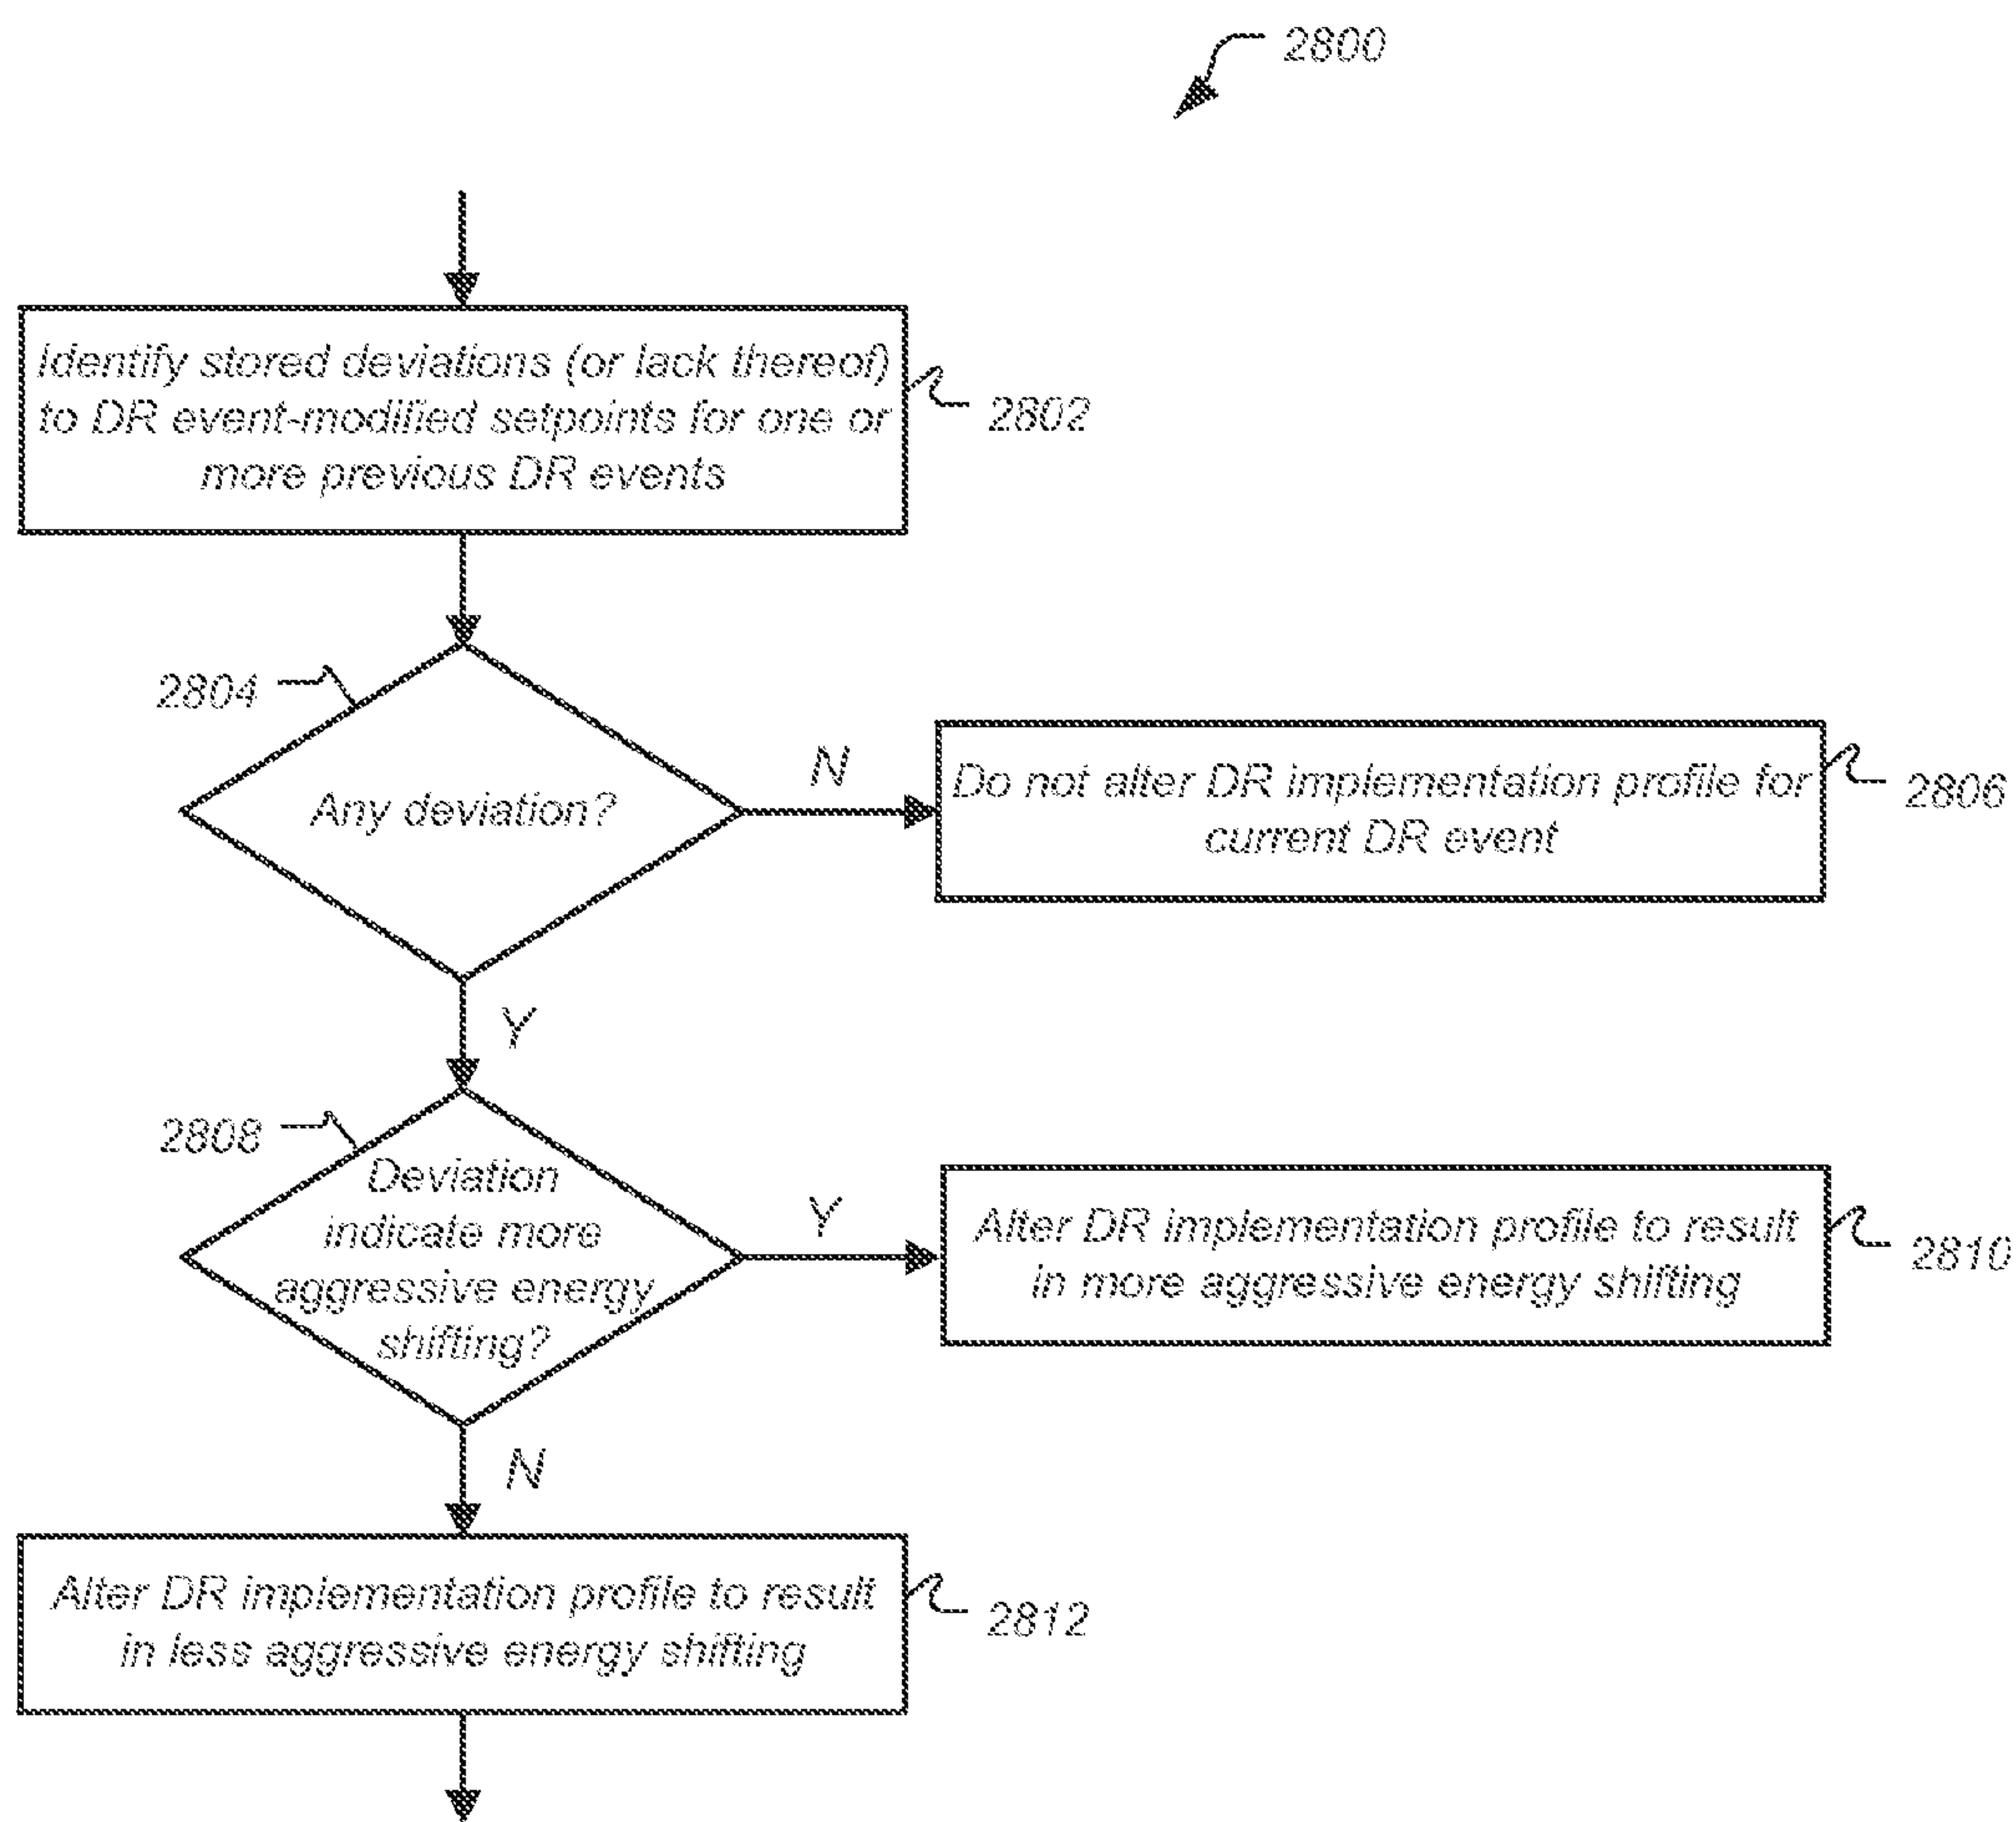 2800
Identify stored deviations (or lack thereof)
to DR event-modified setpoints for one or
more previous DR events
2802
2804
Any deviation?
N
Do not alter DR implementation profile for
current DR event
2806
Y
2808
Deviation
indicate more
aggressive energy
shifting?
Y
Alter DR implementation profile to result
in more aggressive energy shifting
2810
N
Alter DR implementation profile to result
in less aggressive energy shifting
2812